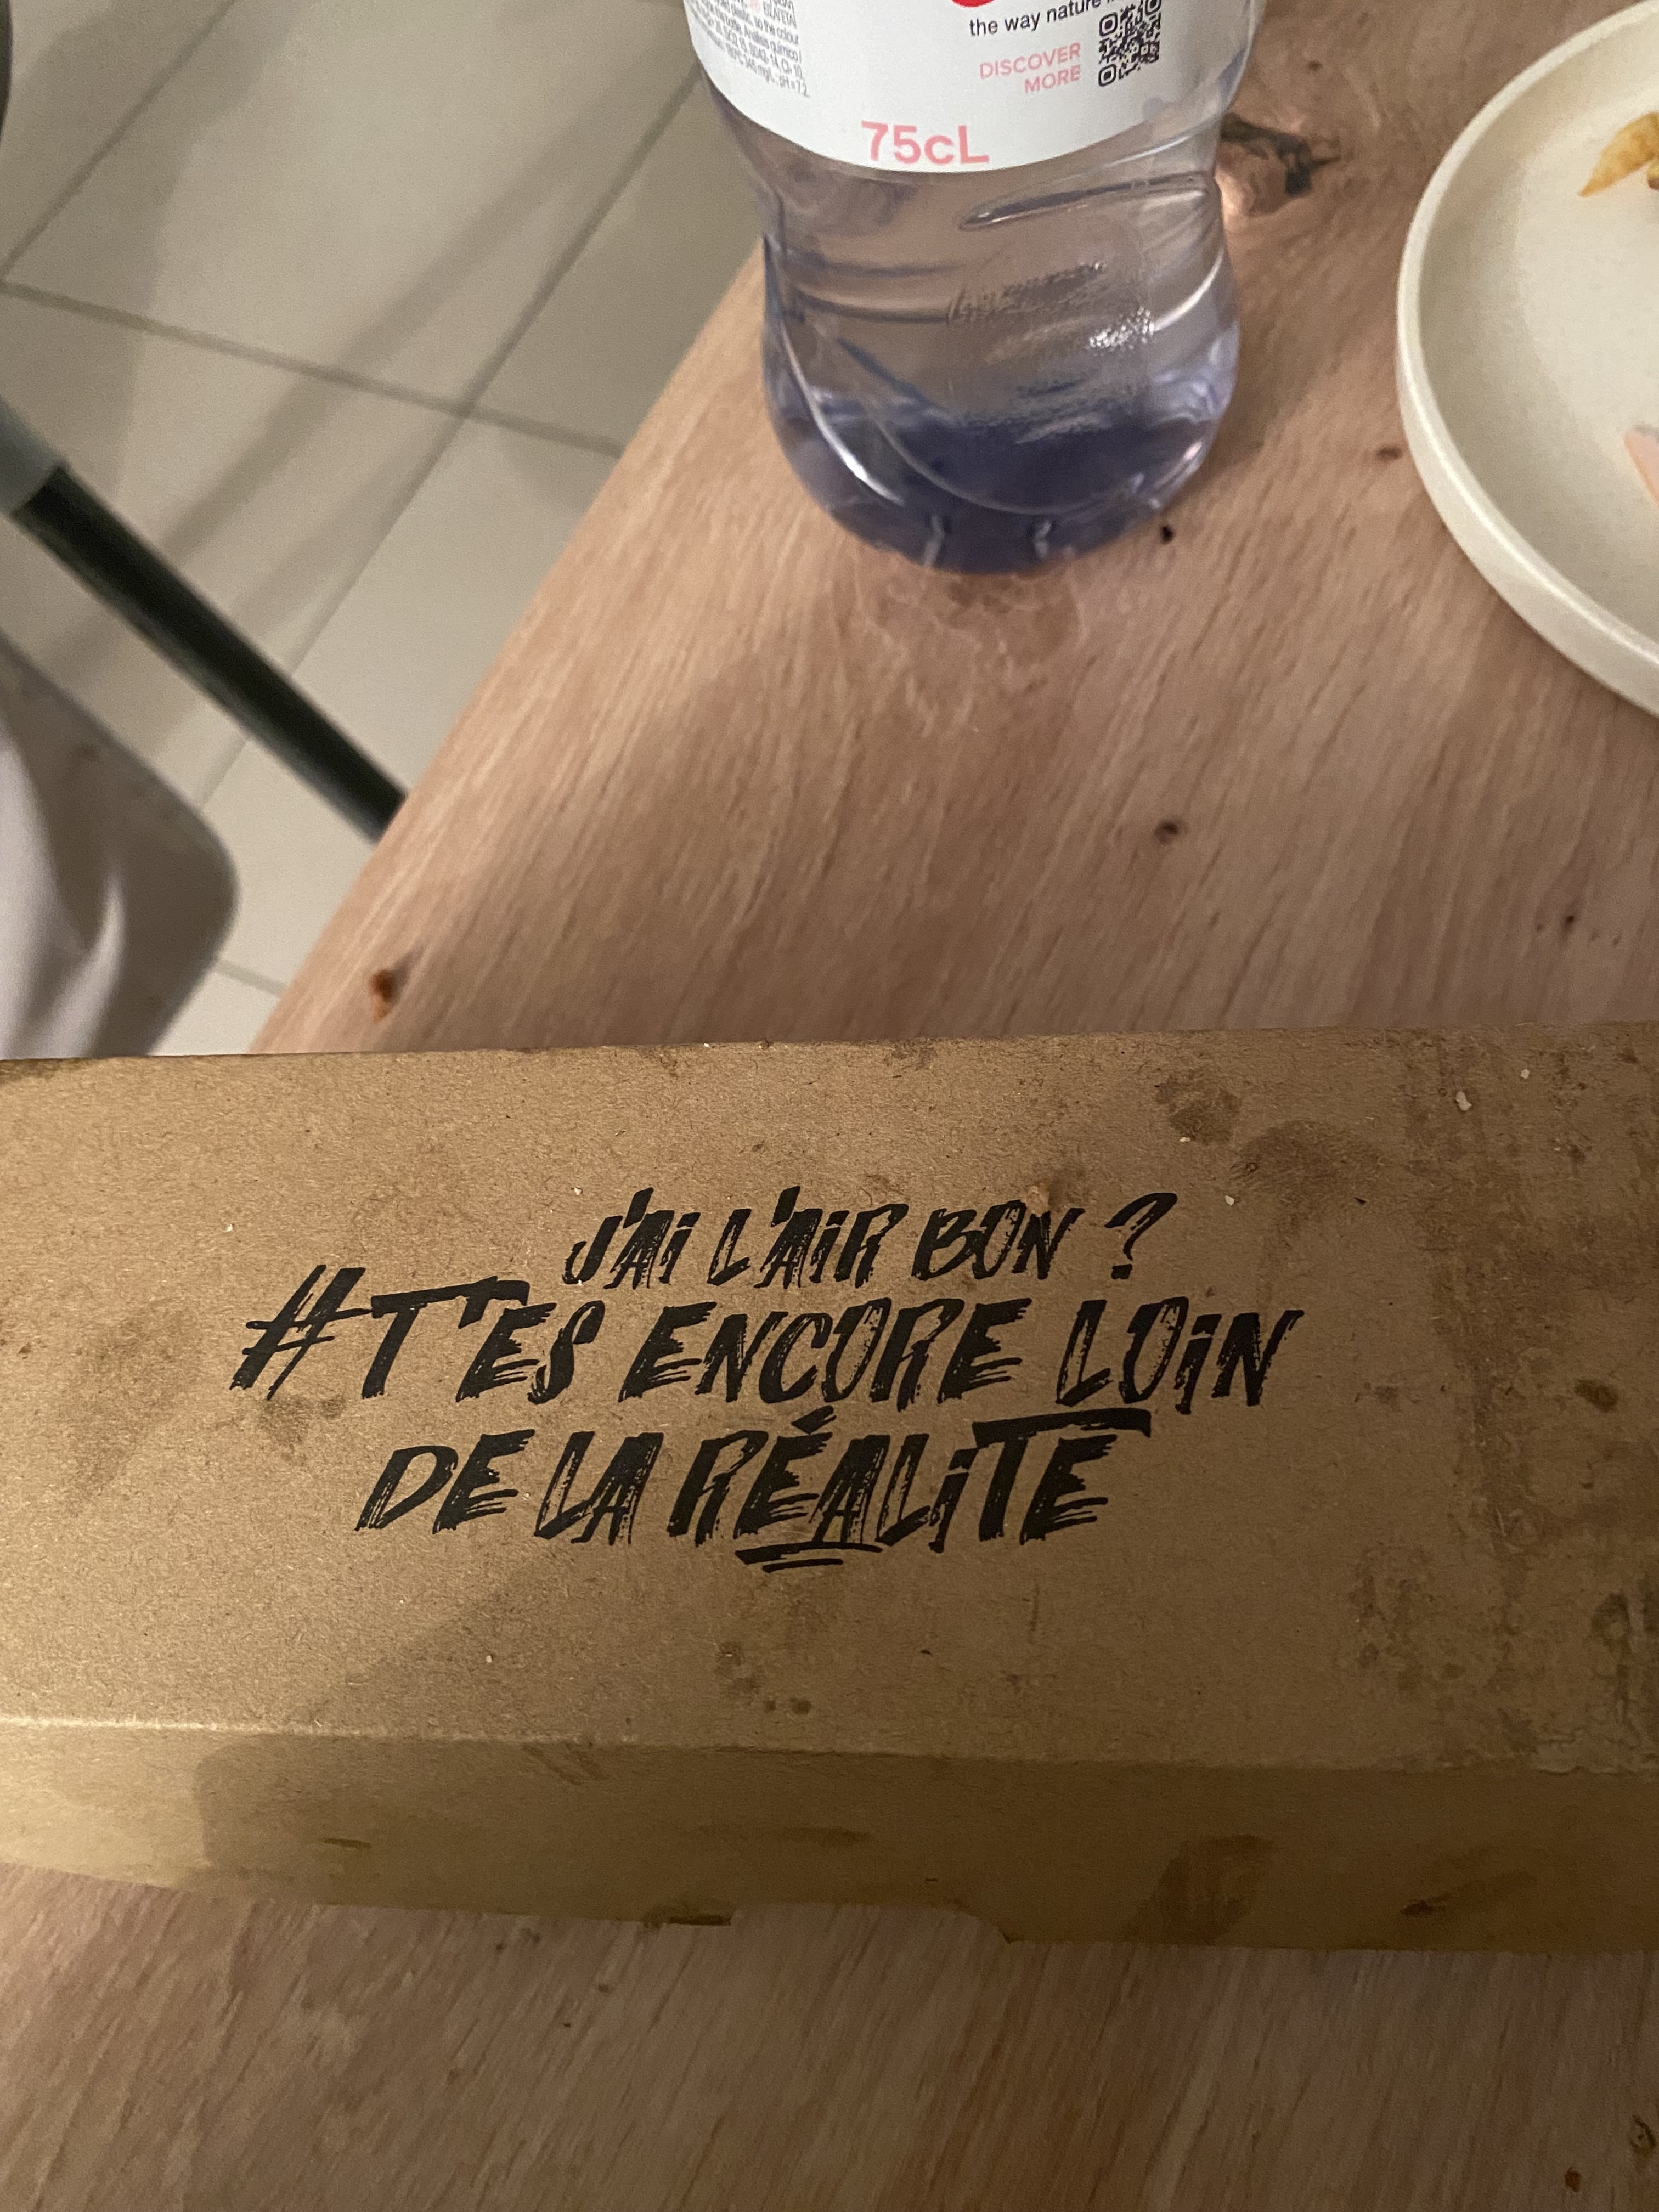 the way nature
DISCOVER
MORE
75cL
J'AI L'AIR BON ?
#T'ES ENCORE LOIN
DE LA RÉALITÉ